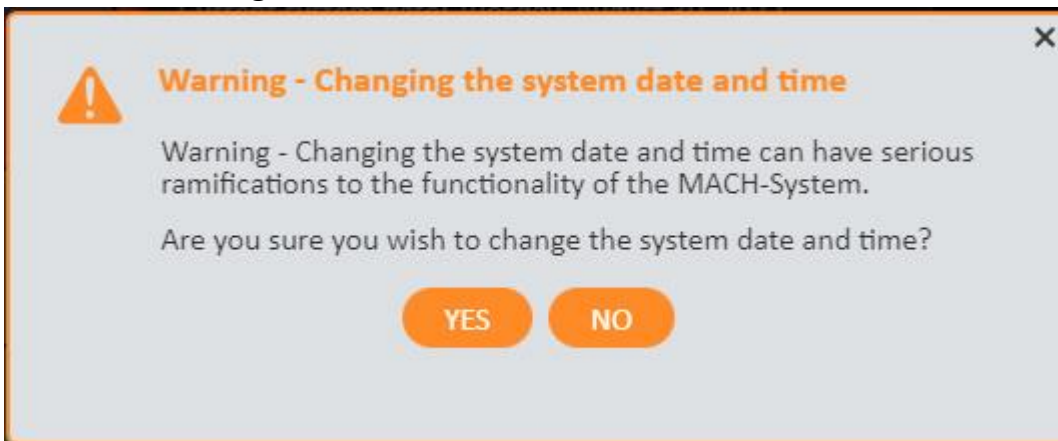 Warning - Changing the system date and time
Warning - Changing the system date and time can have serious
ramifications to the functionality of the MACH-System.
Are you sure you wish to change the system date and time?
YES NO